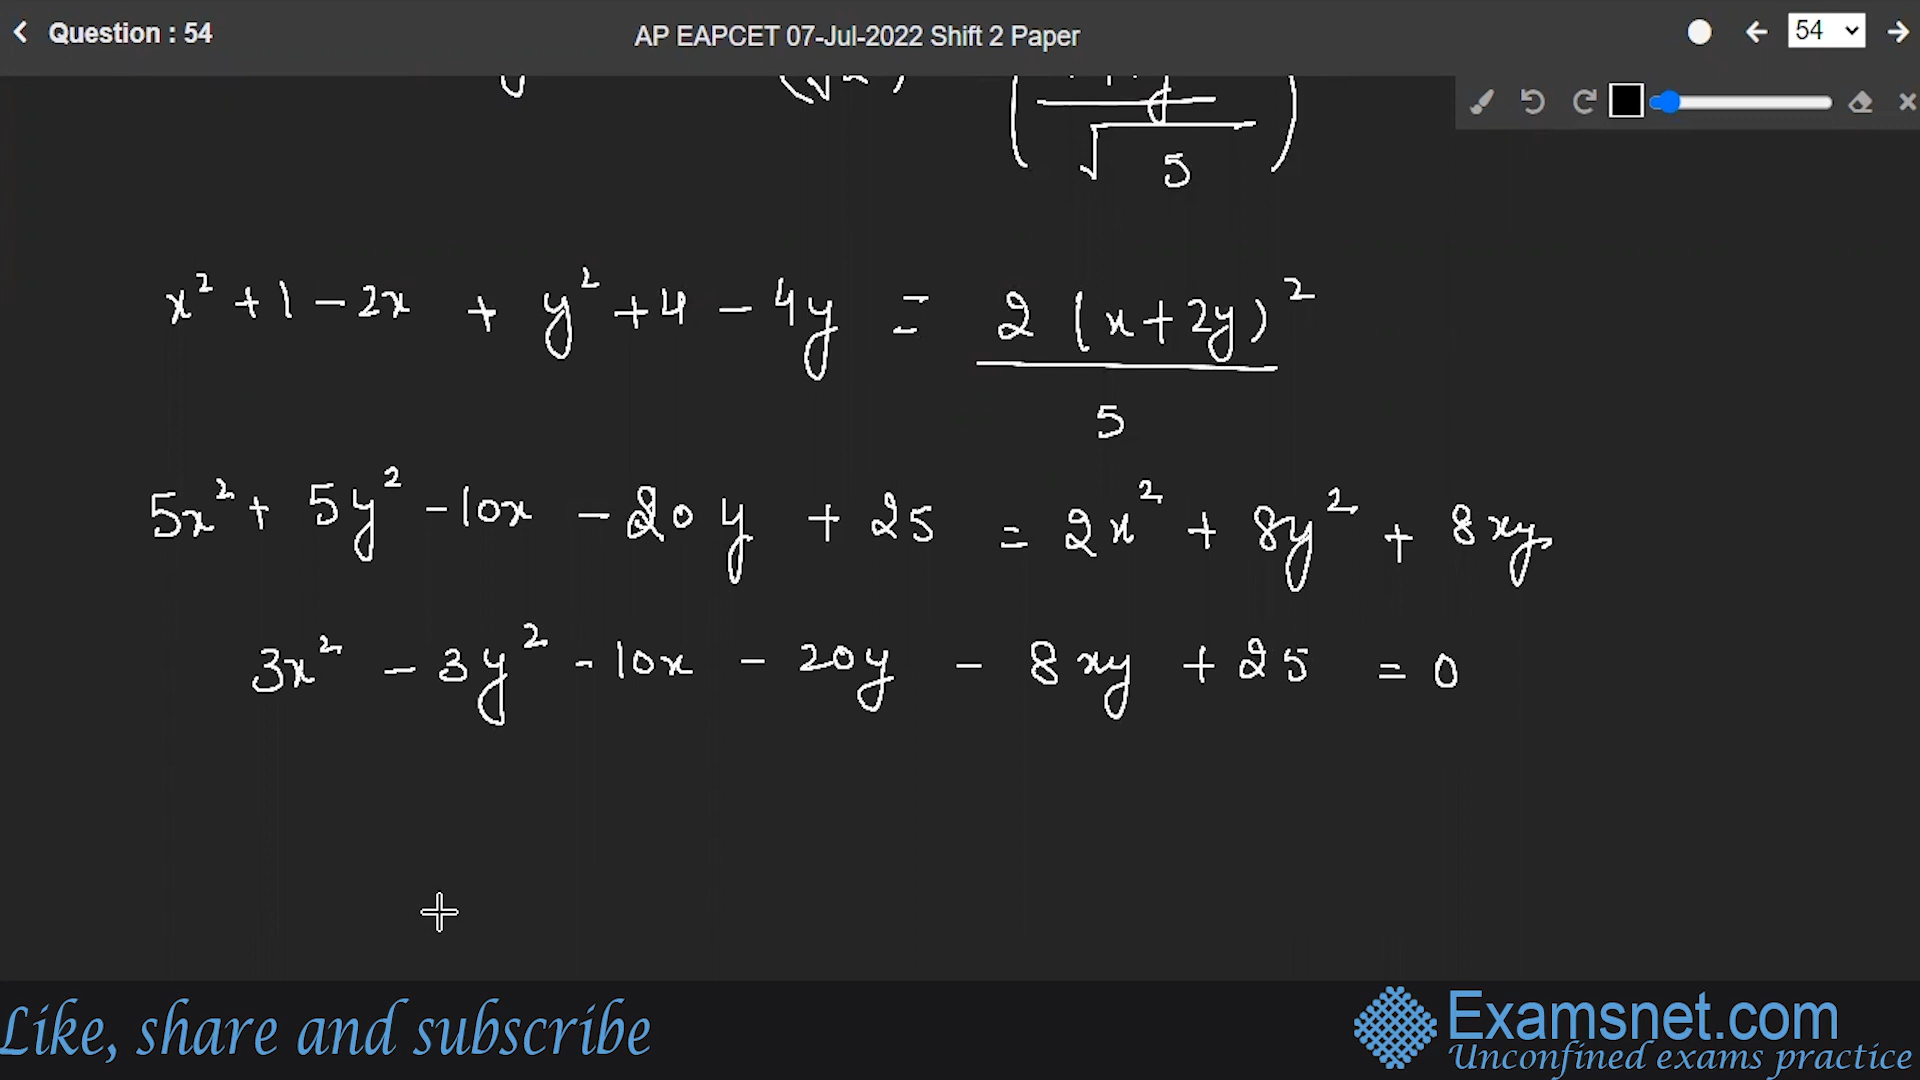 Question : 54
AP EAPCET 07-Jul-2022 Shift 2 Paper
54
√5
x² + 1 - 2x + y² + 4 - 4y = 2 (x + 2y)² / 5
5x² + 5y² - 10x - 20y + 25 = 2x² + 8y² + 8xy
3x² - 3y² - 10x - 20y - 8xy + 25 = 0
Like, share and subscribe
Examsnet.com
Unconfined exams practice